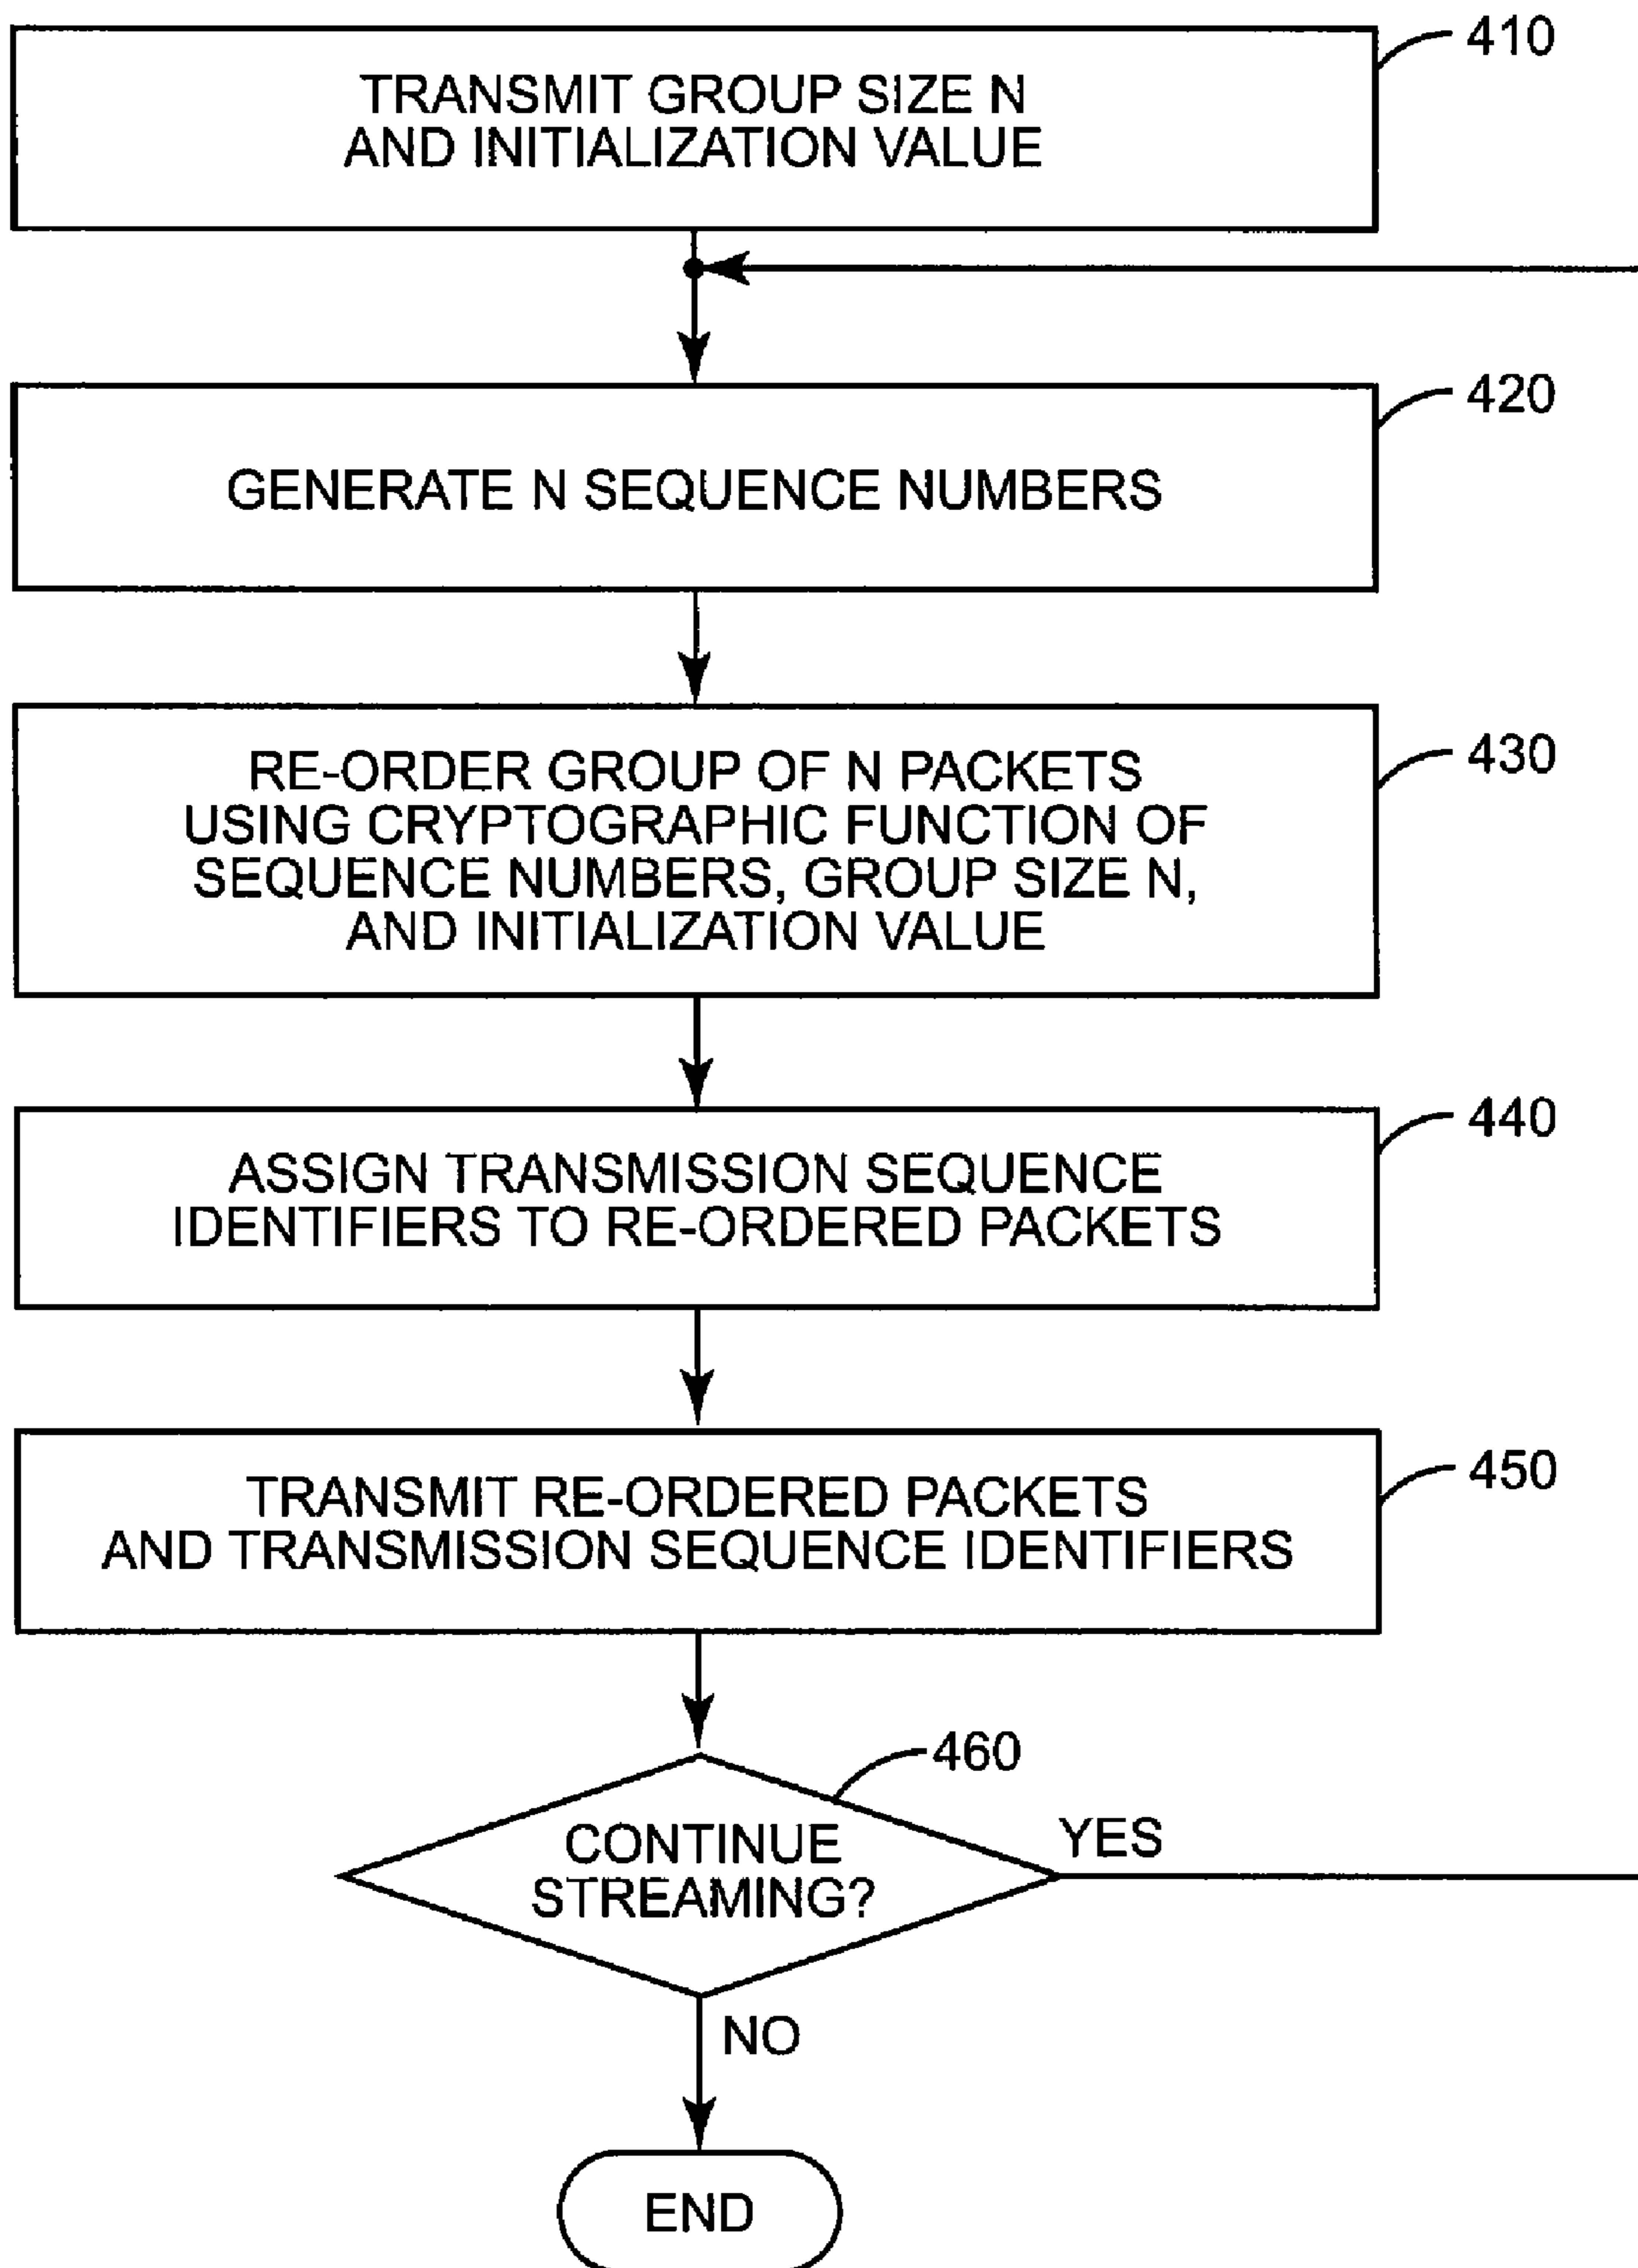 410
TRANSMIT GROUP SIZE N
AND INITIALIZATION VALUE
420
GENERATE N SEQUENCE NUMBERS
430
RE-ORDER GROUP OF N PACKETS
USING CRYPTOGRAPHIC FUNCTION OF
SEQUENCE NUMBERS, GROUP SIZE N,
AND INITIALIZATION VALUE
440
ASSIGN TRANSMISSION SEQUENCE
IDENTIFIERS TO RE-ORDERED PACKETS
450
TRANSMIT RE-ORDERED PACKETS
AND TRANSMISSION SEQUENCE IDENTIFIERS
460
CONTINUE
STREAMING?
YES
NO
END